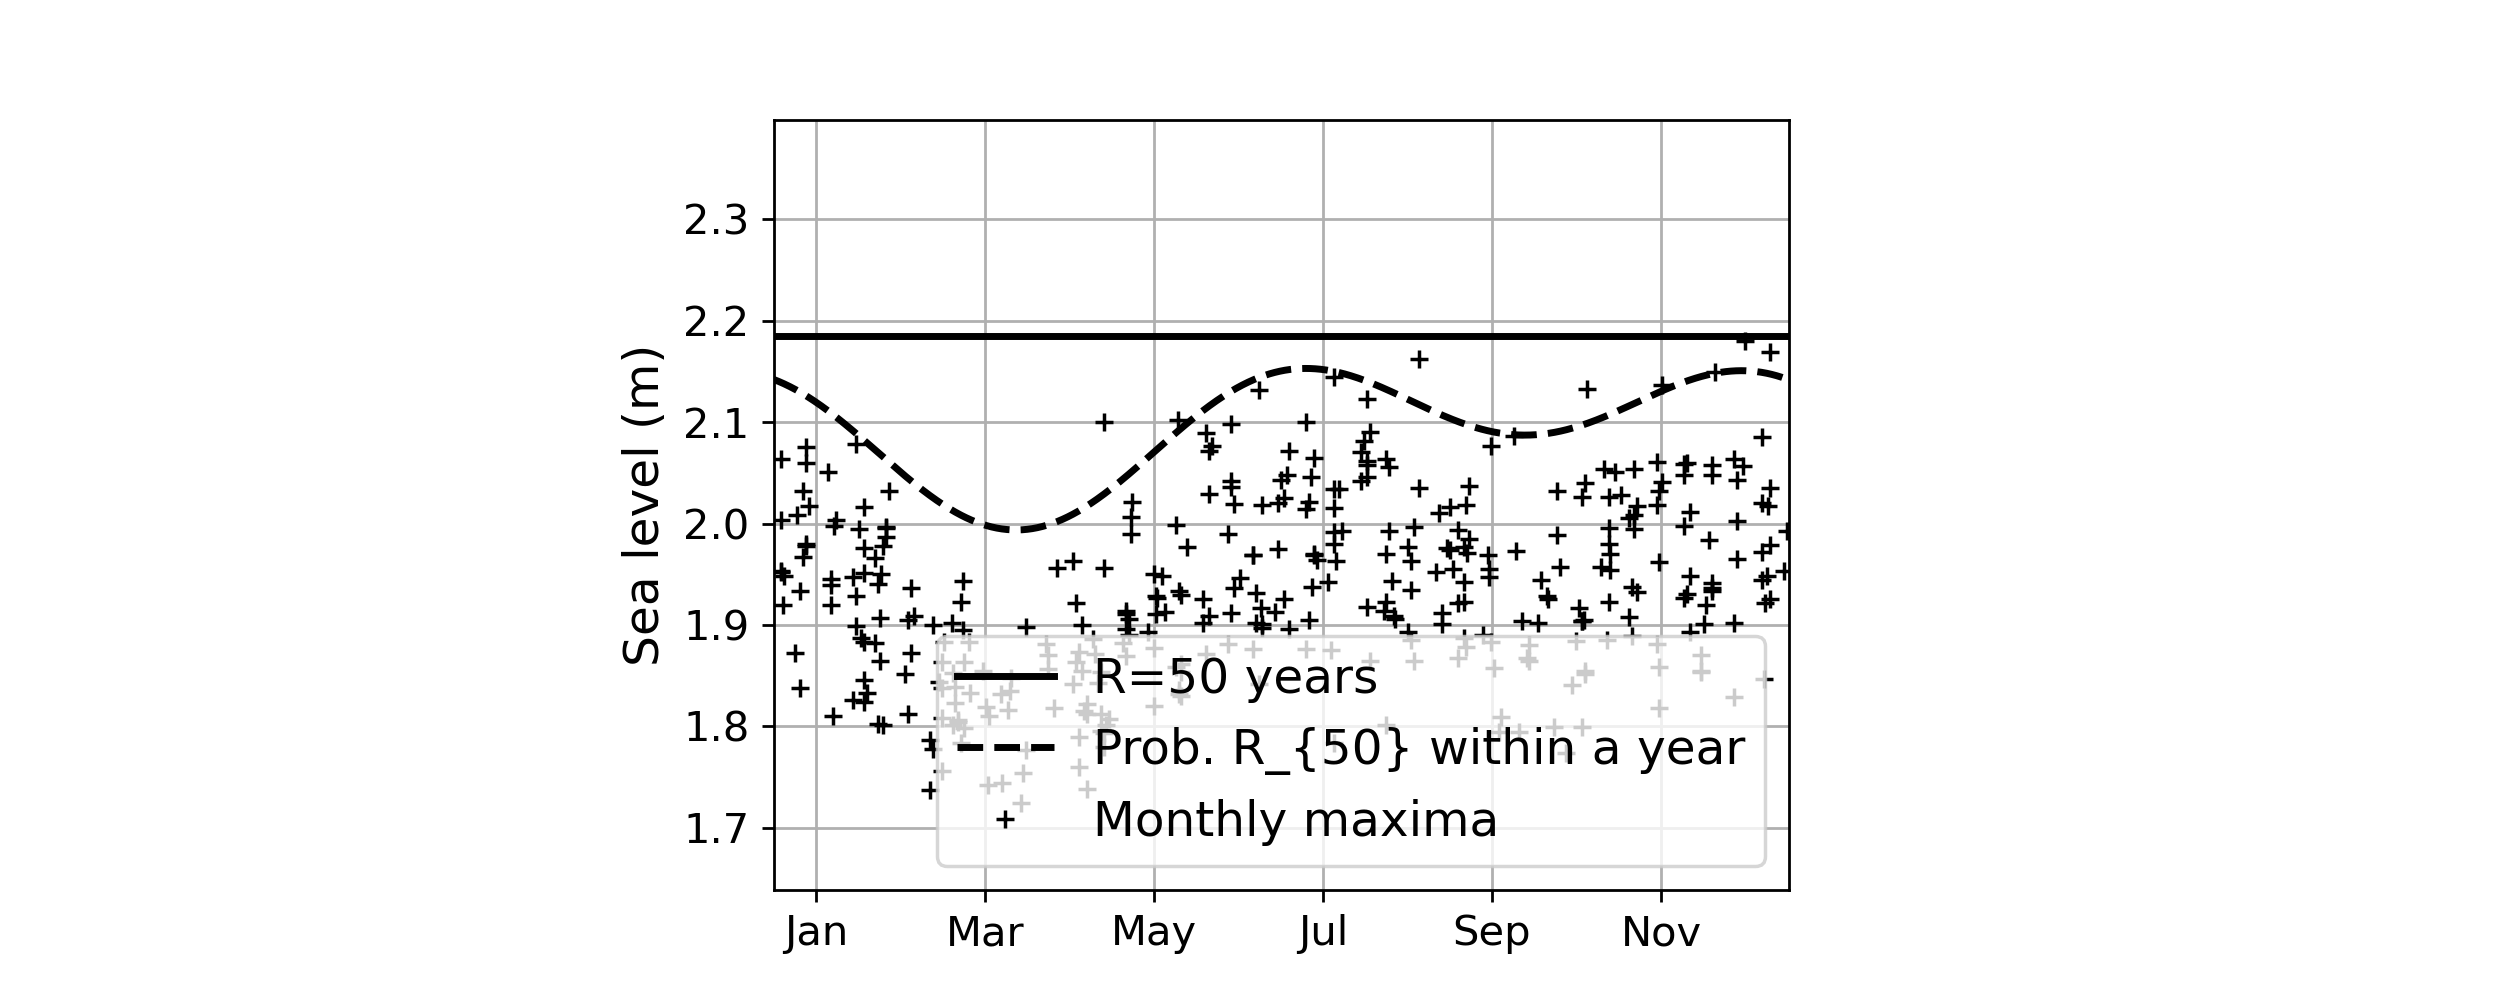 2.3
2.2
2.1
2.0
1.9
1.8
1.7
Sea level (m)
R=50 years
Prob. R_{50} within a year
Monthly maxima
Jan Mar May Jul Sep Nov